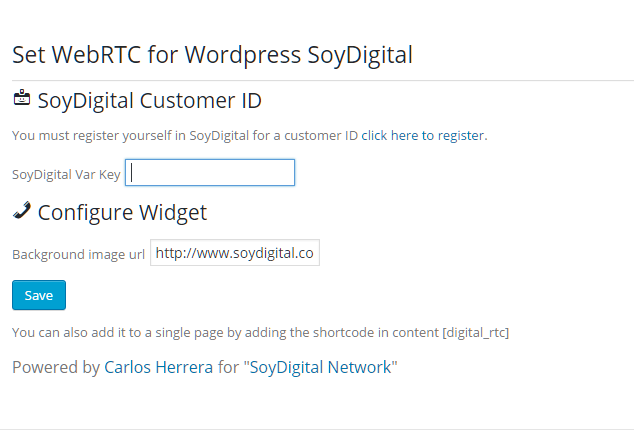 Set WebRTC for Wordpress SoyDigital
SoyDigital Customer ID
You must register yourself in SoyDigital for a customer ID click here to register.
SoyDigital Var Key
Configure Widget
Background image url http://www.soydigital.co
Save
You can also add it to a single page by adding the shortcode in content [digital_rtc]
Powered by Carlos Herrera for "SoyDigital Network"